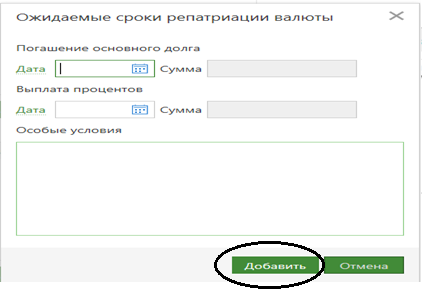 Ожидаемые сроки репатриации валюты
Погашение основного долга
Дата Сумма
Выплата процентов
Дата Сумма
Особые условия
Добавить Отмена